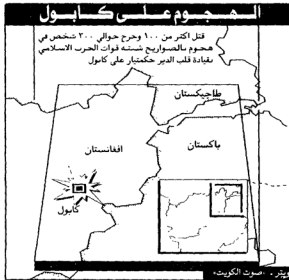 الهجوم على كابول
قتل اكثر من ١٠٠ وجرح حوالي ٢٠٠ شخص في
هجوم بالصواريخ شنته قوات الحزب الاسلامي
بقيادة قلب الدين حكمتيار على كابول
طاجيكستان
افغانستان
باكستان
كابول
رويتر ـ «صوت الكويت»